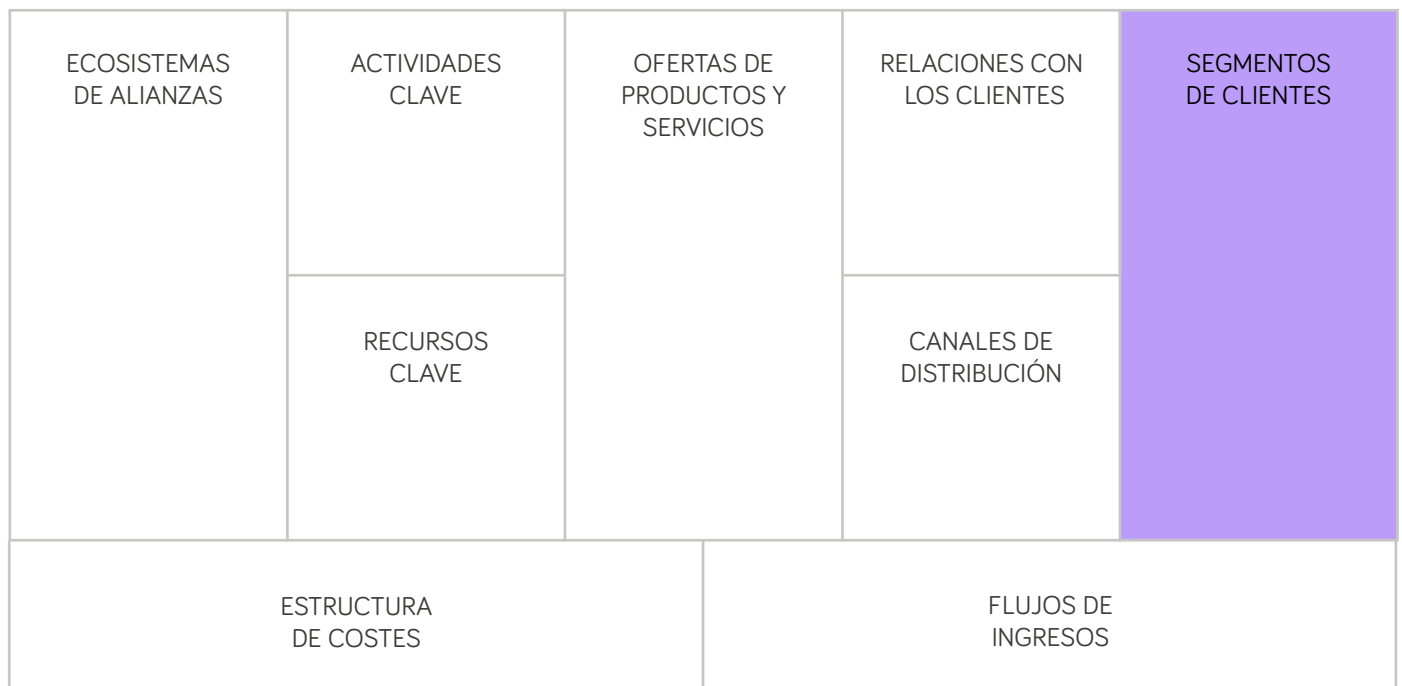 ECOSISTEMAS
DE ALIANZAS
ACTIVIDADES
CLAVE
OFERTAS DE
PRODUCTOS Y
SERVICIOS
RELACIONES CON
LOS CLIENTES
SEGMENTOS
DE CLIENTES
RECURSOS
CLAVE
CANALES DE
DISTRIBUCIÓN
ESTRUCTURA
DE COSTES
FLUJOS DE
INGRESOS